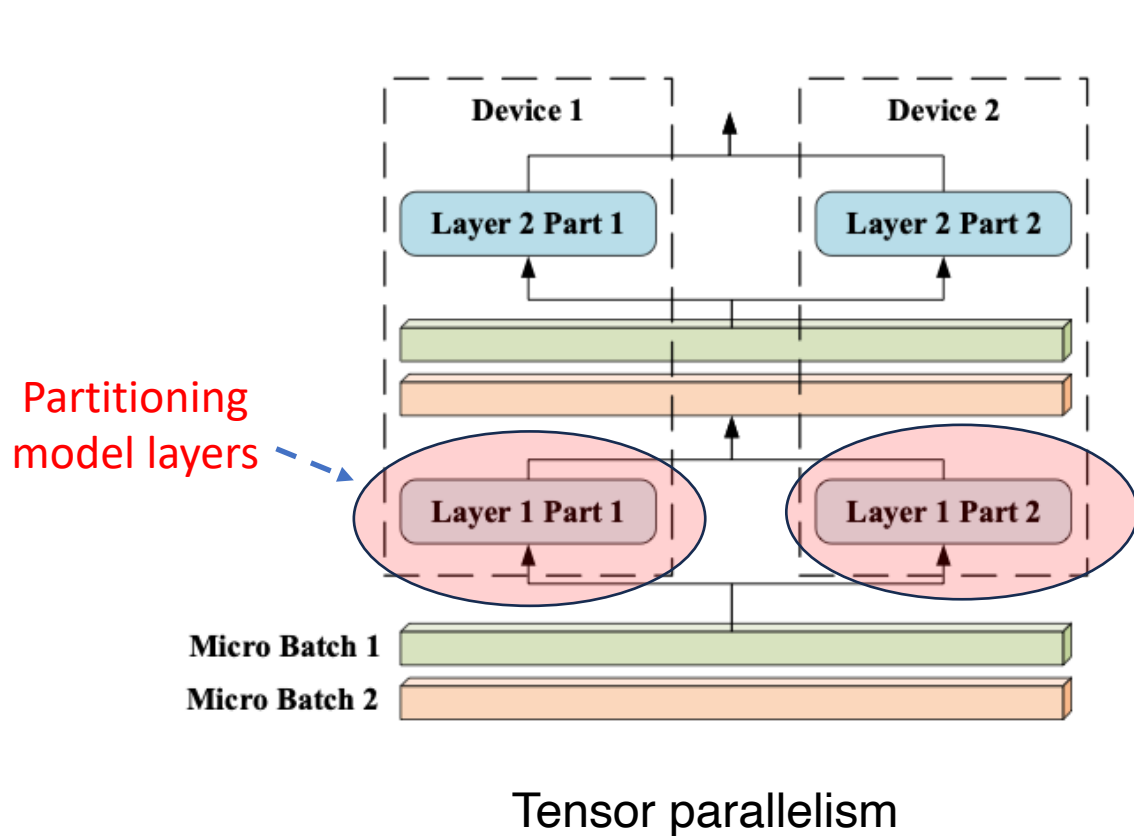 Device 1
Device 2
Layer 2 Part 1
Layer 2 Part 2
Partitioning
model layers
Layer 1 Part 1
Layer 1 Part 2
Micro Batch 1
Micro Batch 2
Tensor parallelism